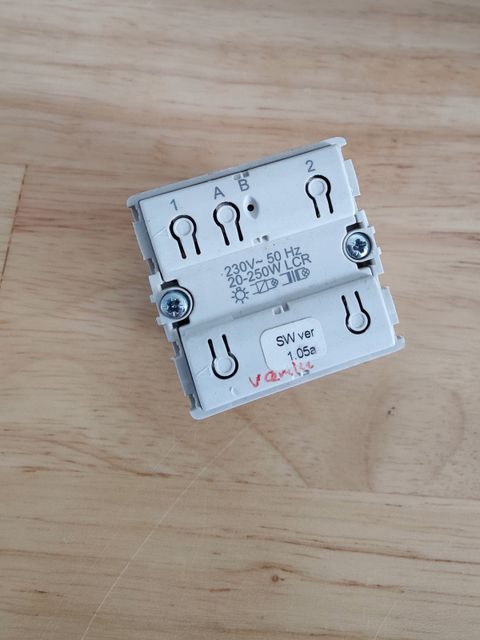 1 A B 2
230V~ 50 Hz
20-250W LCR
SW ver
1.05a